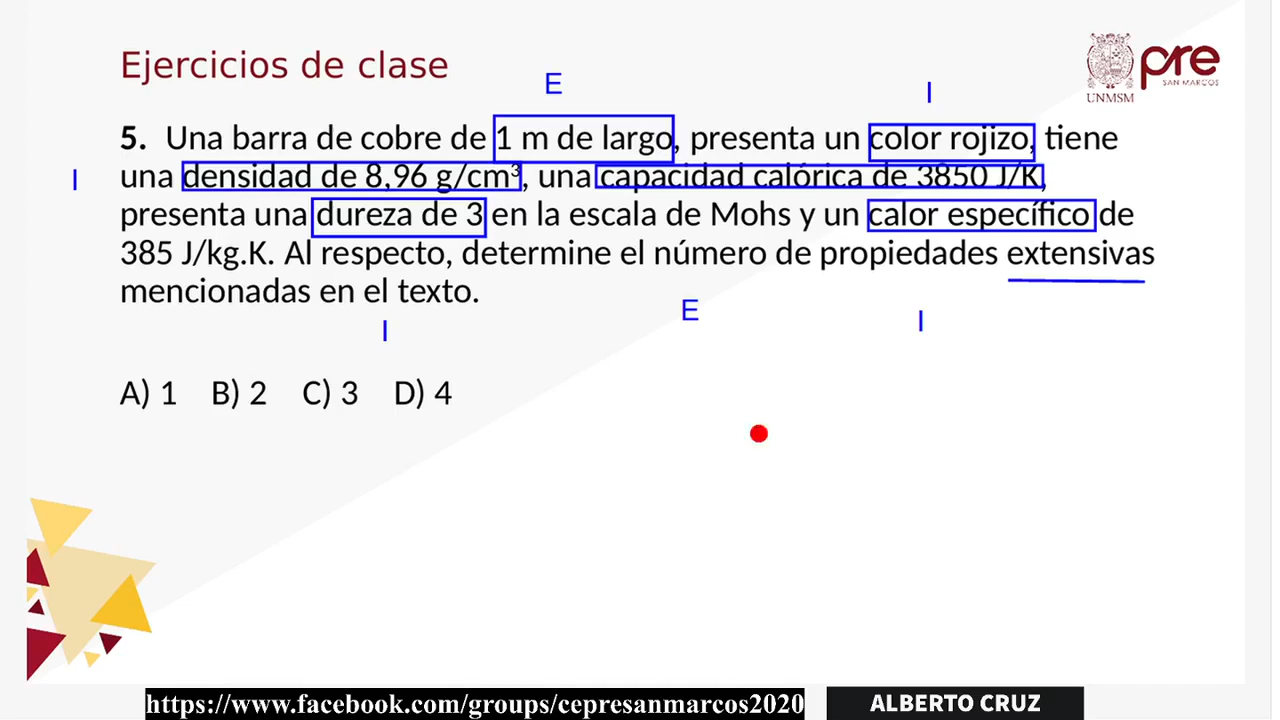 Ejercicios de clase
pre
SAN MARCOS
UNMSM
E
I
5. Una barra de cobre de 1 m de largo, presenta un color rojizo, tiene
I una densidad de 8,96 g/cm³, una capacidad calórica de 3850 J/K,
presenta una dureza de 3 en la escala de Mohs y un calor específico de
385 J/kg.K. Al respecto, determine el número de propiedades extensivas
mencionadas en el texto.
I E I
A) 1 B) 2 C) 3 D) 4
https://www.facebook.com/groups/cepresanmarcos2020
ALBERTO CRUZ